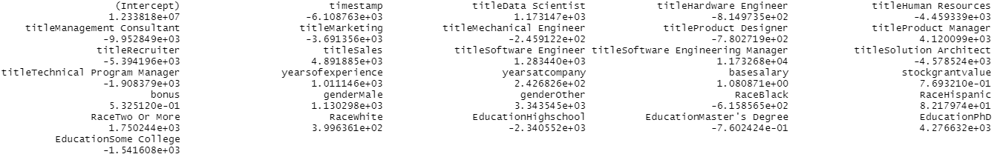 (Intercept) timestamp titleData Scientist titleHardware Engineer titleHuman Resources
1.233818e+07 -6.108763e+03 1.173147e+03 -8.149735e+02 -4.459339e+03
titleManagement Consultant titleMarketing titleMechanical Engineer titleProduct Designer titleProduct Manager
-9.952849e+03 -3.691356e+03 -2.459122e+02 -7.802719e+02 4.120099e+03
titleRecruiter titleSales titleSoftware Engineer titleSoftware Engineering Manager titleSolution Architect
-5.394196e+03 4.891885e+03 1.283440e+03 1.173268e+04 -4.578524e+03
titleTechnical Program Manager yearsofexperience yearsatcompany basesalary stockgrantvalue
-1.908379e+03 1.011146e+03 2.426826e+02 1.080871e+00 7.693210e-01
bonus genderMale genderOther RaceBlack RaceHispanic
5.325120e-01 1.130298e+03 3.343545e+03 -6.158565e+02 8.217974e+01
RaceTwo Or More RaceWhite EducationHighschool EducationMaster's Degree EducationPhD
1.750244e+03 3.996361e+02 -2.340552e+03 -7.602424e-01 4.276632e+03
EducationSome College
-1.541608e+03